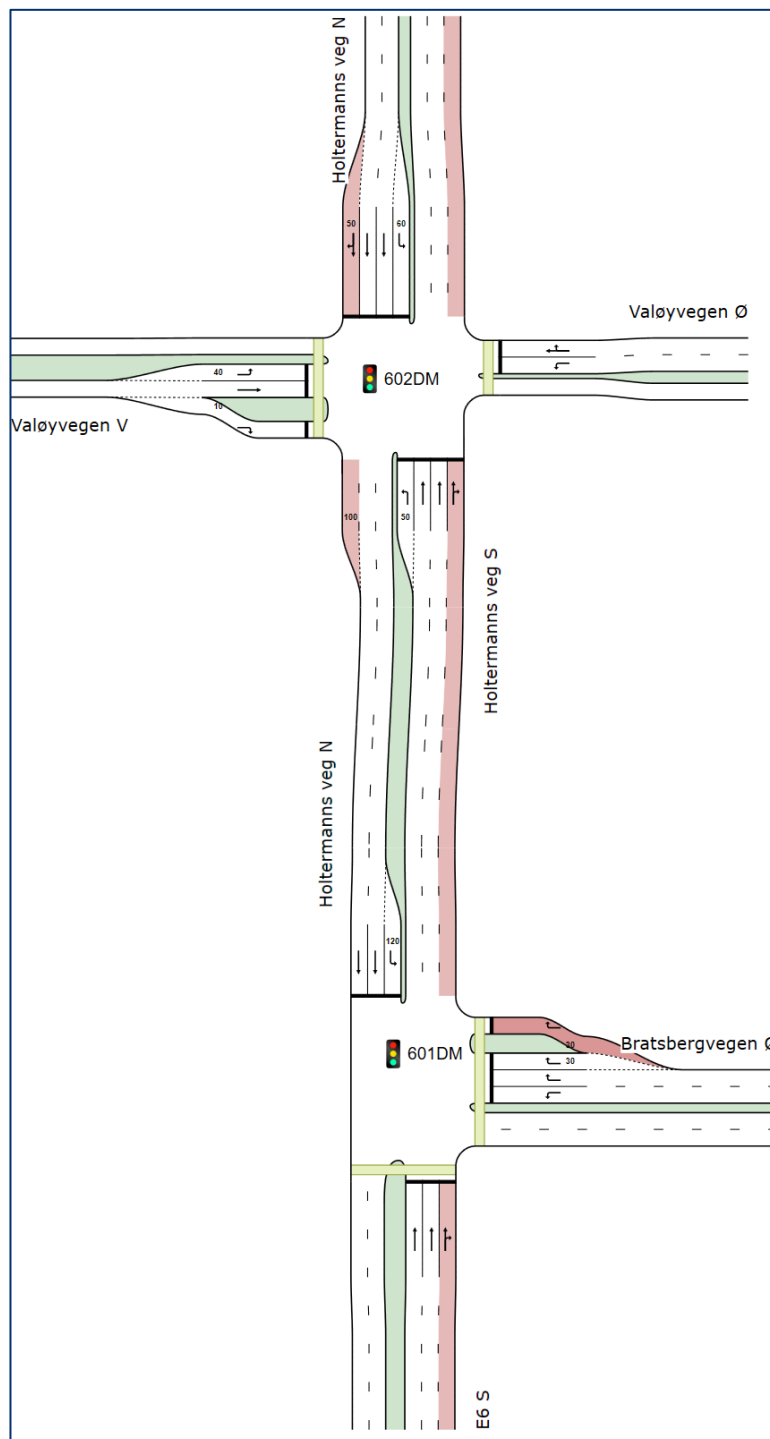 Holtermanns veg N
50
60
Valøyvegen Ø
602DM
40
10
Valøyvegen V
100
50
Holtermanns veg S
Holtermanns veg N
120
601DM
30
30
Bratsbergvegen Ø
E6 S